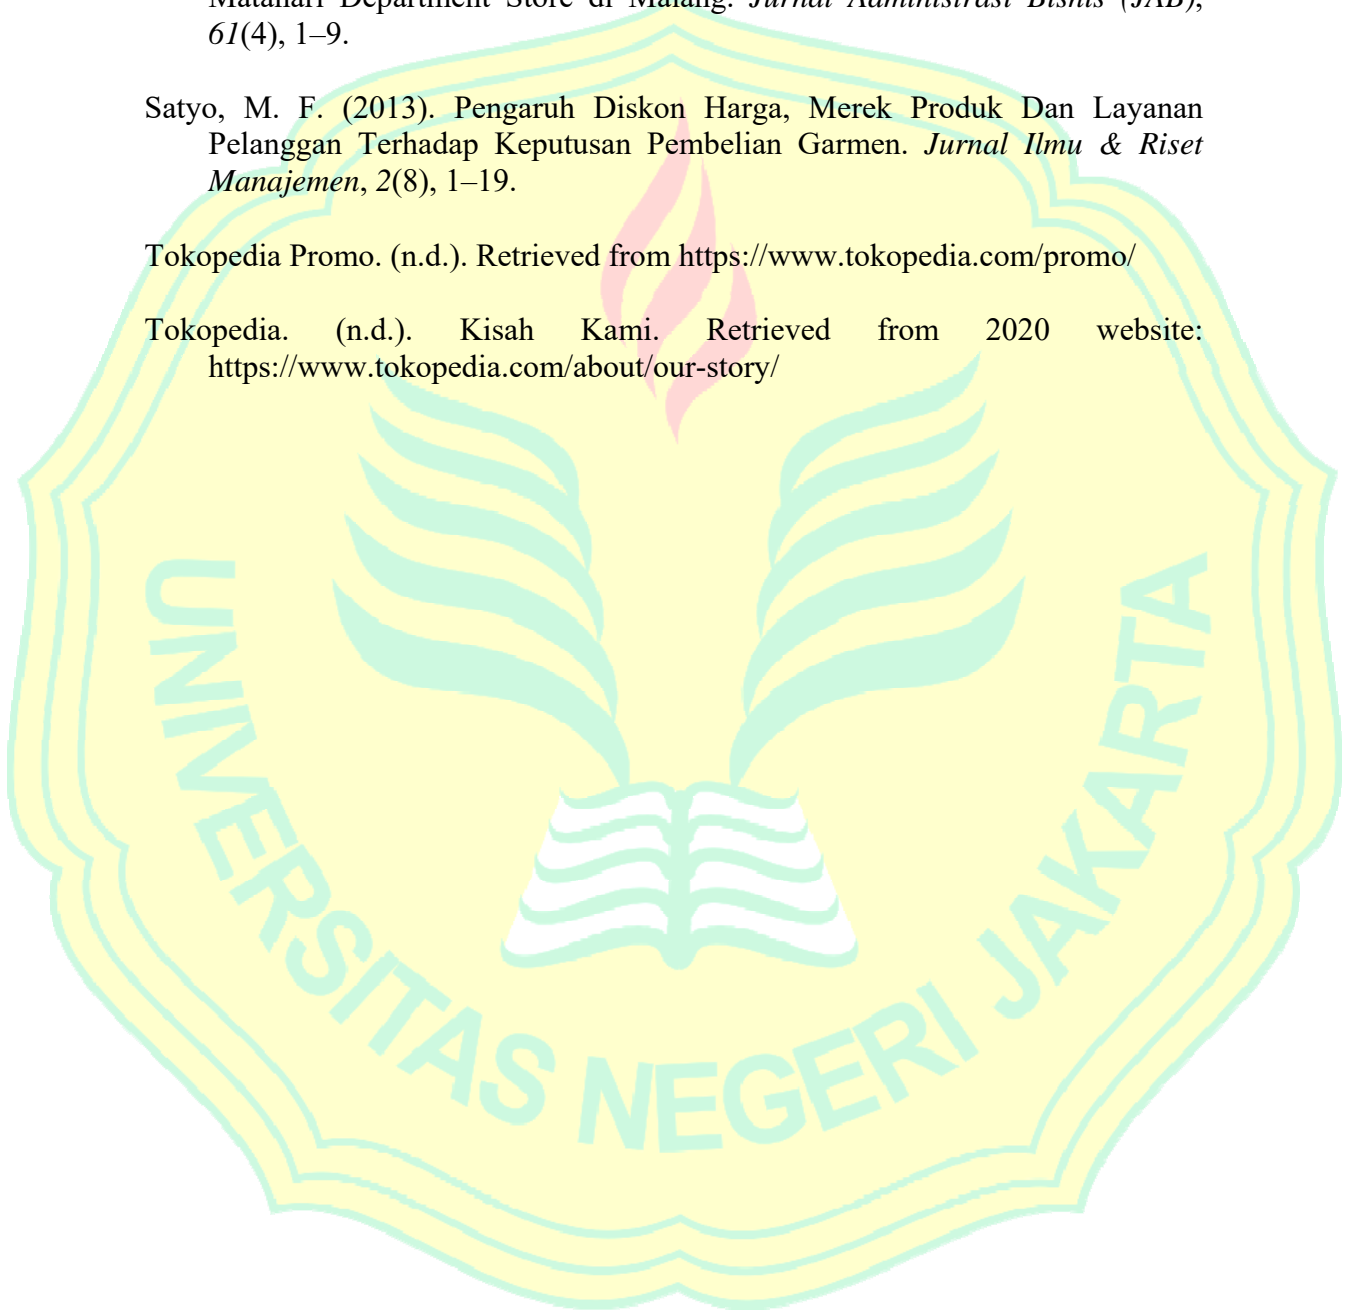 Matahari Department Store di Malang. Jurnal Administrasi Bisnis (JAB),
61(4), 1–9.
Satyo, M. F. (2013). Pengaruh Diskon Harga, Merek Produk Dan Layanan
Pelanggan Terhadap Keputusan Pembelian Garmen. Jurnal Ilmu & Riset
Manajemen, 2(8), 1–19.
Tokopedia Promo. (n.d.). Retrieved from https://www.tokopedia.com/promo/
Tokopedia. (n.d.). Kisah Kami. Retrieved from 2020 website:
https://www.tokopedia.com/about/our-story/
UNIVERSITAS NEGERI JAKARTA